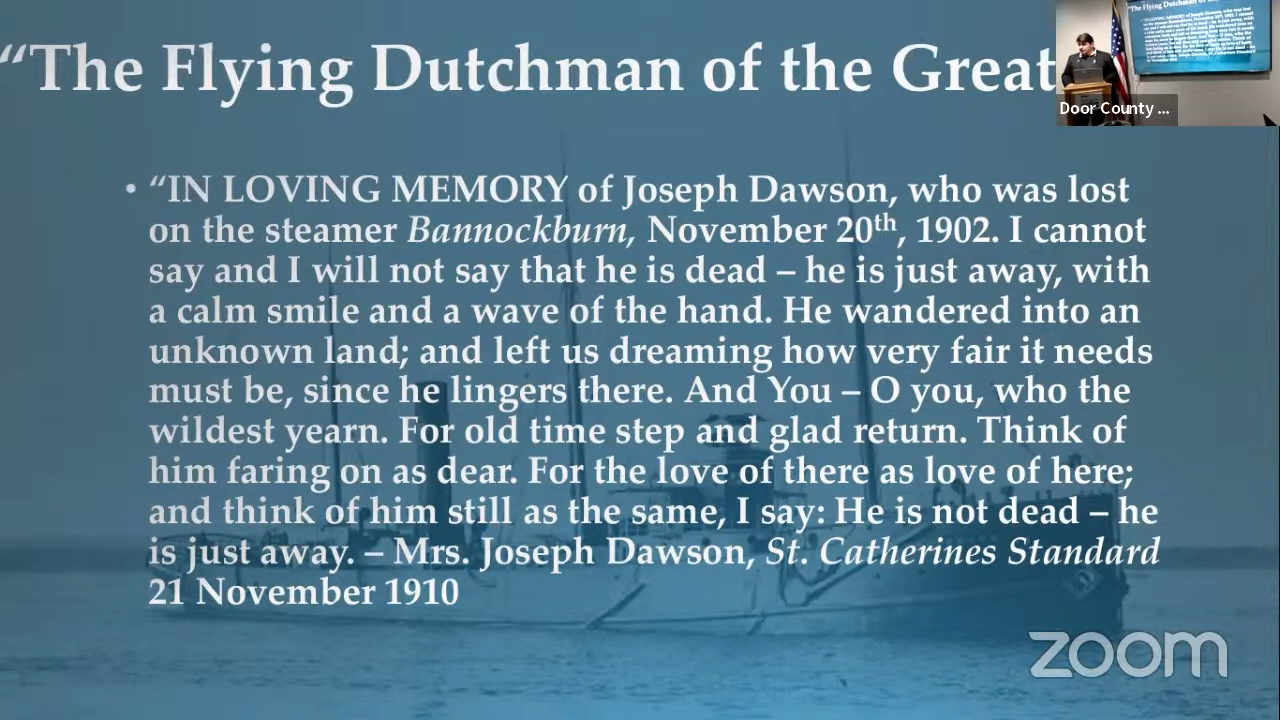 “The Flying Dutchman of the Great
• “IN LOVING MEMORY of Joseph Dawson, who was lost
on the steamer Bannockburn, November 20th, 1902. I cannot
say and I will not say that he is dead – he is just away, with
a calm smile and a wave of the hand. He wandered into an
unknown land; and left us dreaming how very fair it needs
must be, since he lingers there. And You – O you, who the
wildest yearn. For old time step and glad return. Think of
him faring on as dear. For the love of there as love of here;
and think of him still as the same, I say: He is not dead – he
is just away. – Mrs. Joseph Dawson, St. Catherines Standard
21 November 1910
Door County ...
zoom